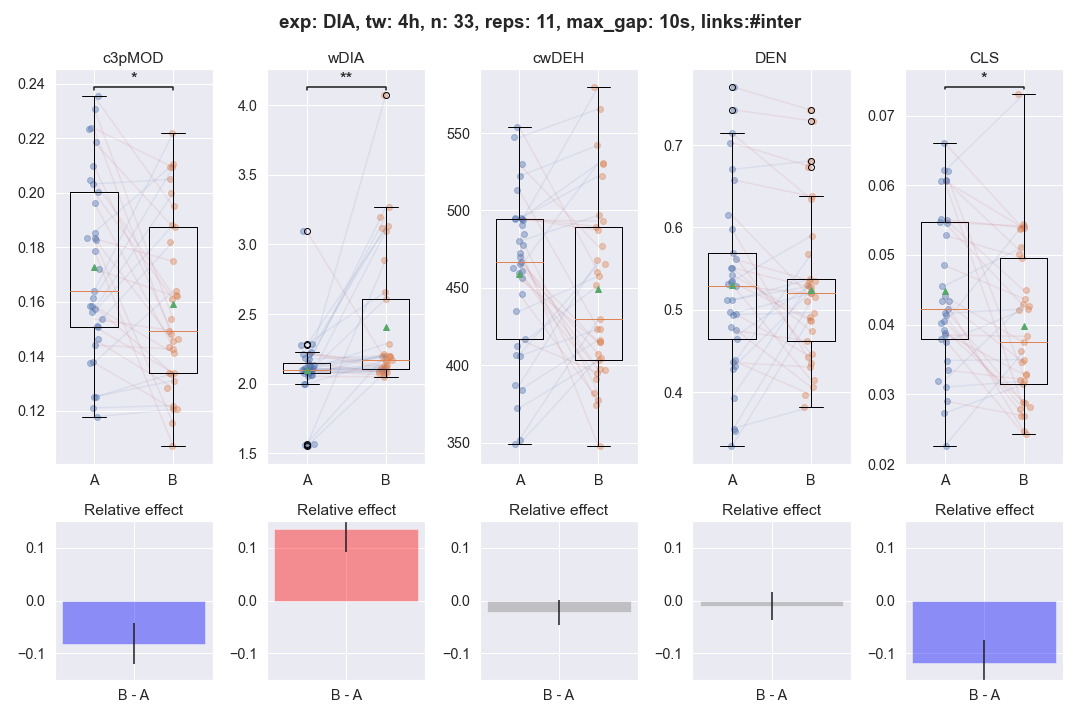 exp: DIA, tw: 4h, n: 33, reps: 11, max_gap: 10s, links:#inter
c3pMOD wDIA cwDEH DEN CLS
* ** *
0.24
0.22
0.20
0.18
0.16
0.14
0.12
A B
4.0
3.5
3.0
2.5
2.0
1.5
A B
550
500
450
400
350
A B
0.7
0.6
0.5
0.4
A B
0.07
0.06
0.05
0.04
0.03
0.02
A B
Relative effect Relative effect Relative effect Relative effect Relative effect
0.1 0.1 0.1 0.1 0.1
0.0 0.0 0.0 0.0 0.0
−0.1 −0.1 −0.1 −0.1 −0.1
B - A B - A B - A B - A B - A